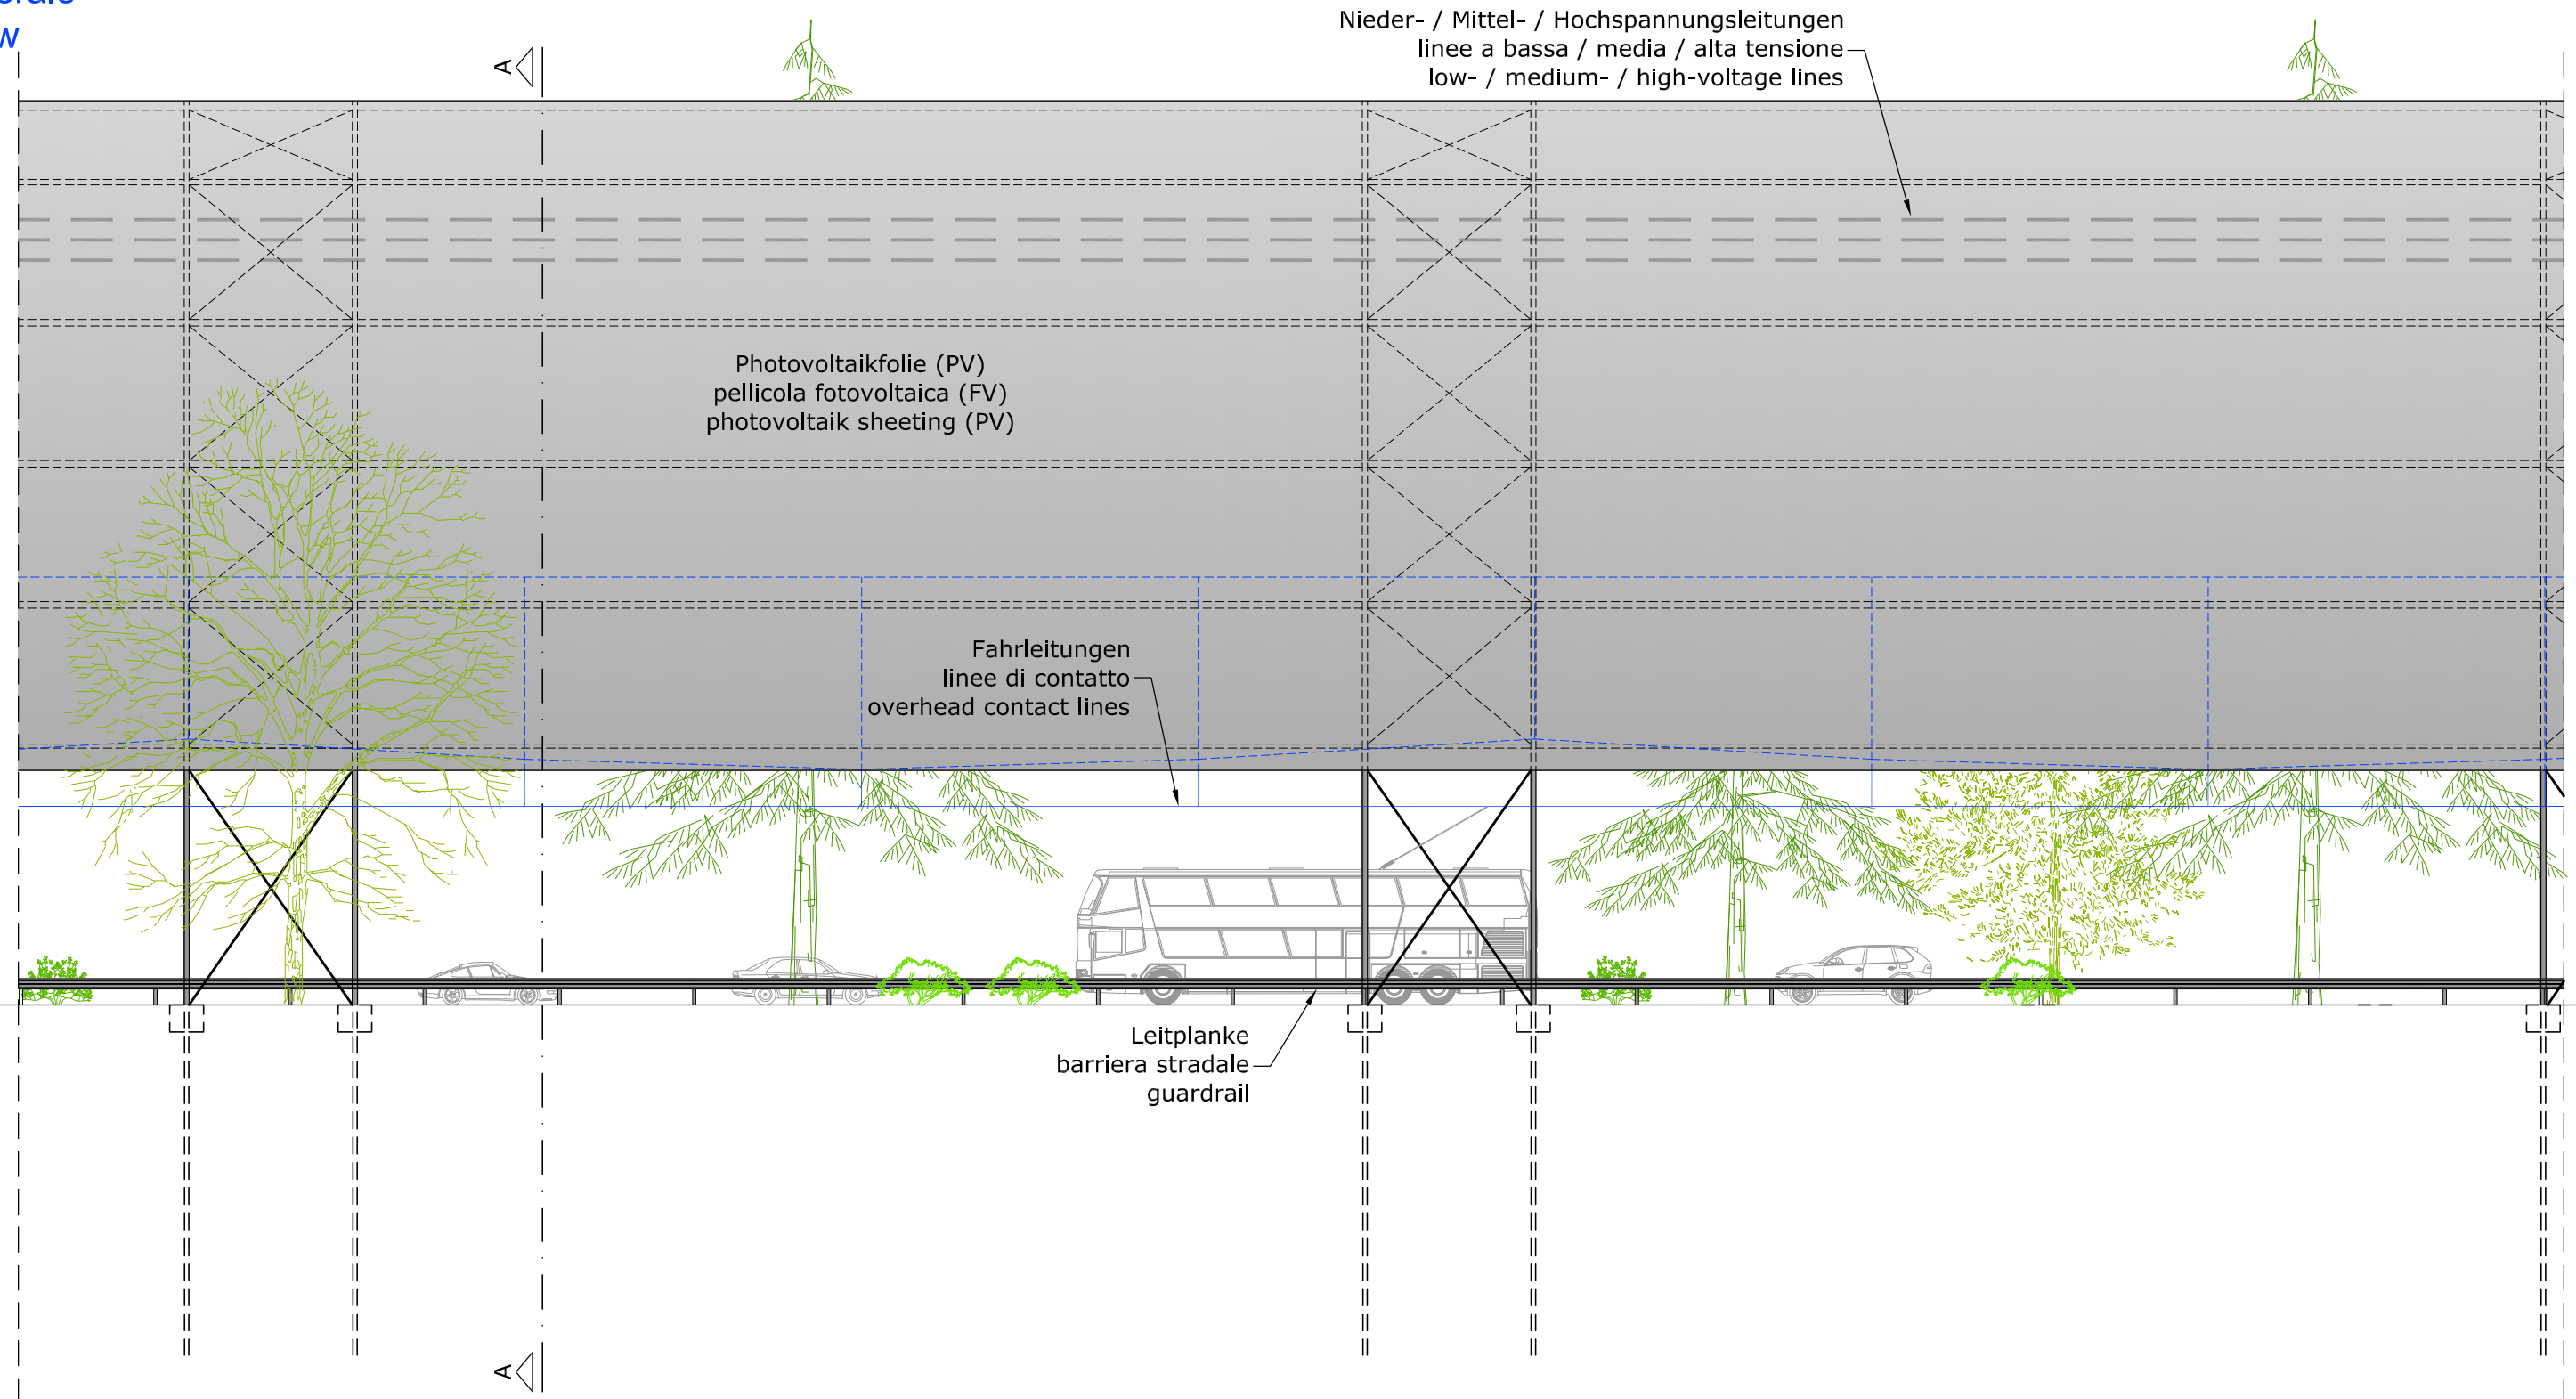 w
A
Nieder- / Mittel- / Hochspannungsleitungen
linee a bassa / media / alta tensione
low- / medium- / high-voltage lines
Photovoltaikfolie (PV)
pellicola fotovoltaica (FV)
photovoltaik sheeting (PV)
Fahrleitungen
linee di contatto
overhead contact lines
Leitplanke
barriera stradale
guardrail
A